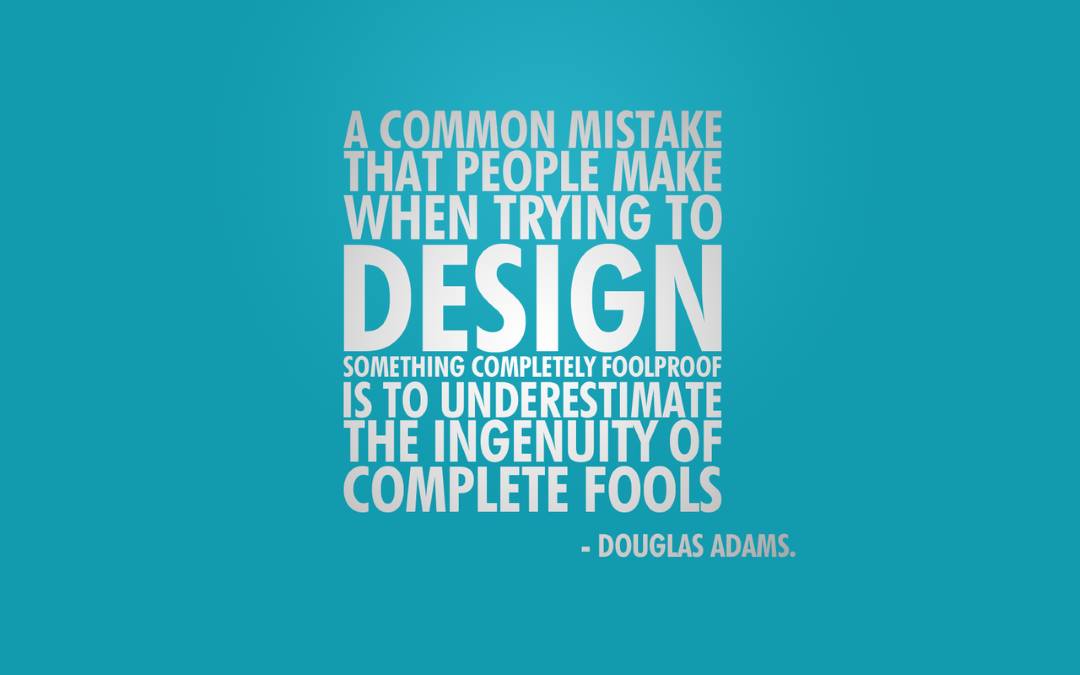 A COMMON MISTAKE
THAT PEOPLE MAKE
WHEN TRYING TO
DESIGN
SOMETHING COMPLETELY FOOLPROOF
IS TO UNDERESTIMATE
THE INGENUITY OF
COMPLETE FOOLS
- DOUGLAS ADAMS.